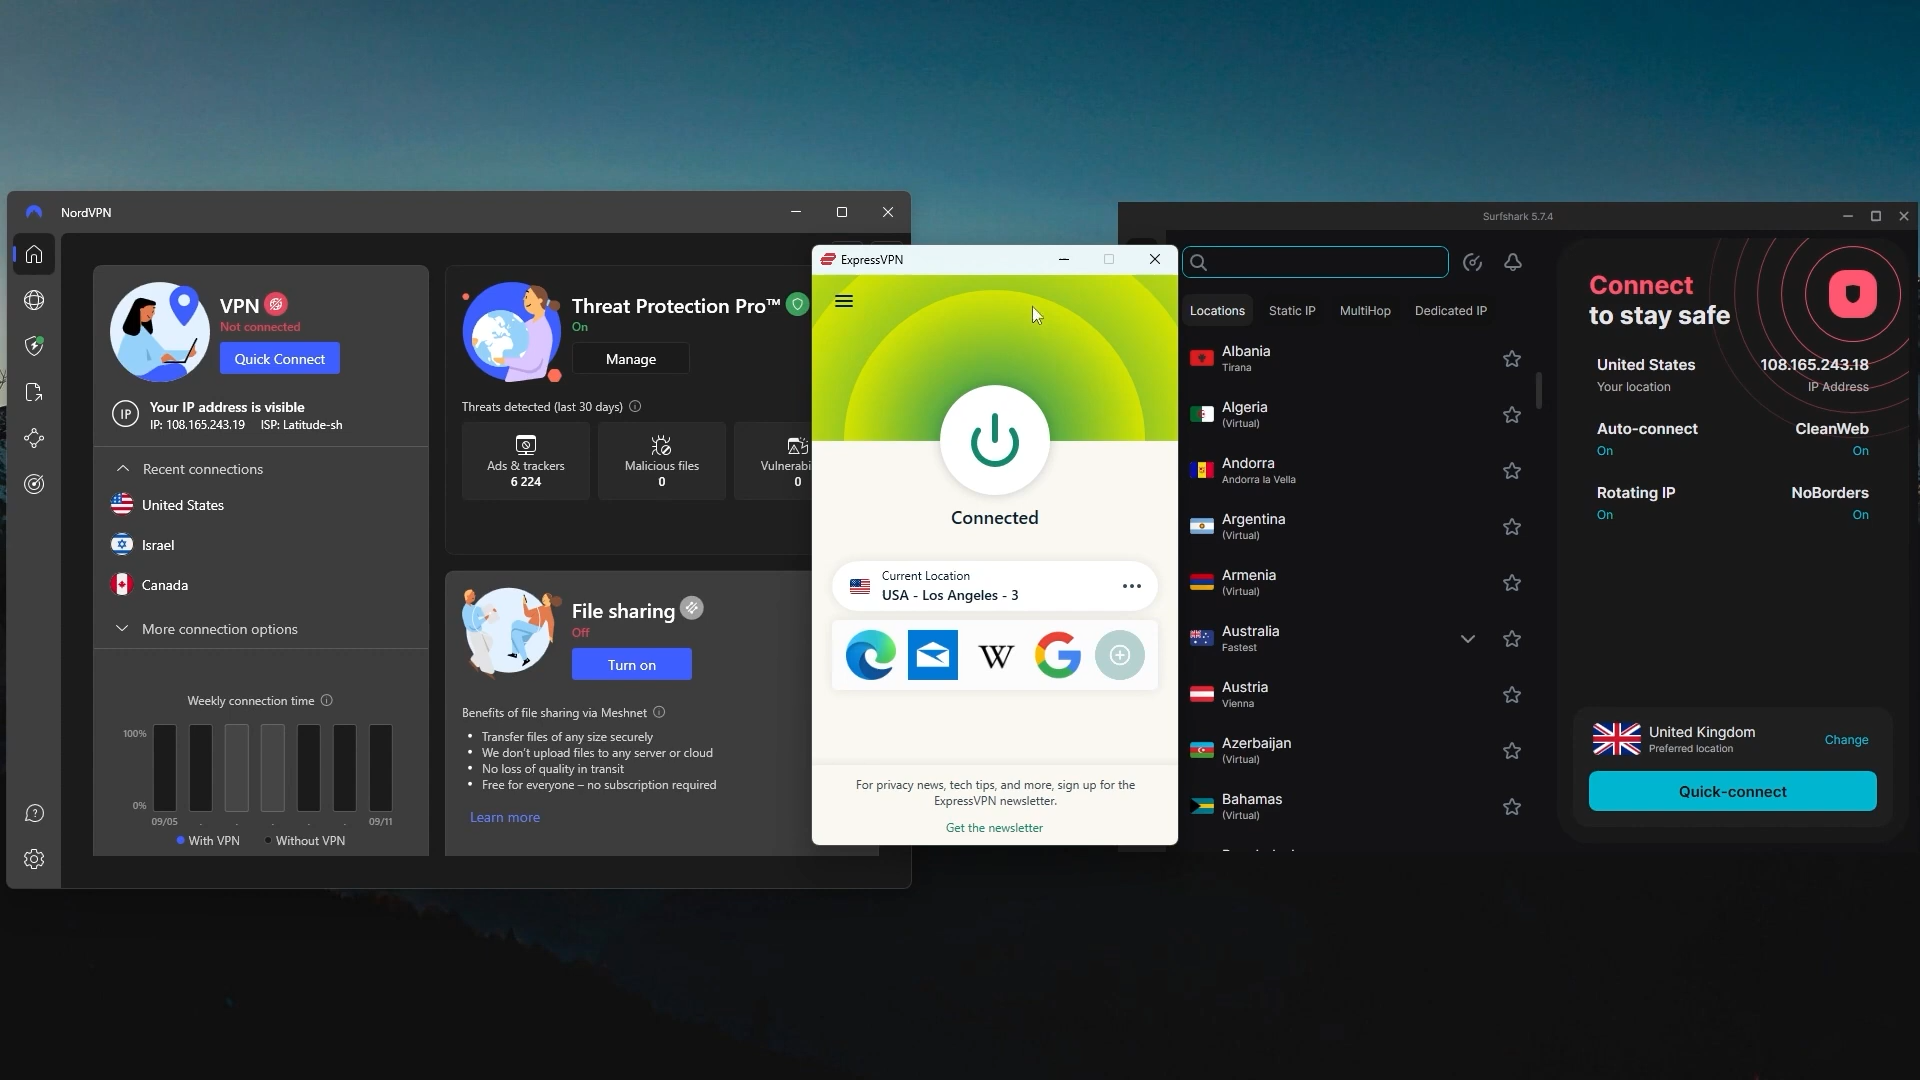 NordVPN
VPN
Not connected
Quick Connect
IP
Your IP address is visible
IP: 108.165.243.19 ISP: Latitude-sh
Recent connections
United States
Israel
Canada
More connection options
Weekly connection time
100%
0%
09/05
09/11
With VPN
Without VPN
Threat Protection Pro™
On
Manage
Threats detected (last 30 days)
Ads & trackers
6 224
Malicious files
0
Vulnerabi
0
File sharing
Off
Turn on
Benefits of file sharing via Meshnet
• Transfer files of any size securely
• We don't upload files to any server or cloud
• No loss of quality in transit
• Free for everyone – no subscription required
Learn more
ExpressVPN
Connected
Current Location
USA - Los Angeles - 3
W
G
For privacy news, tech tips, and more, sign up for the
ExpressVPN newsletter.
Get the newsletter
Surfshark 5.7.4
Locations
Static IP
MultiHop
Dedicated IP
Albania
Tirana
Algeria
(Virtual)
Andorra
Andorra la Vella
Argentina
(Virtual)
Armenia
(Virtual)
Australia
Fastest
Austria
Vienna
Azerbaijan
(Virtual)
Bahamas
(Virtual)
Connect
to stay safe
United States
Your location
108.165.243.18
IP Address
Auto-connect
On
CleanWeb
On
Rotating IP
On
NoBorders
On
United Kingdom
Preferred location
Change
Quick-connect